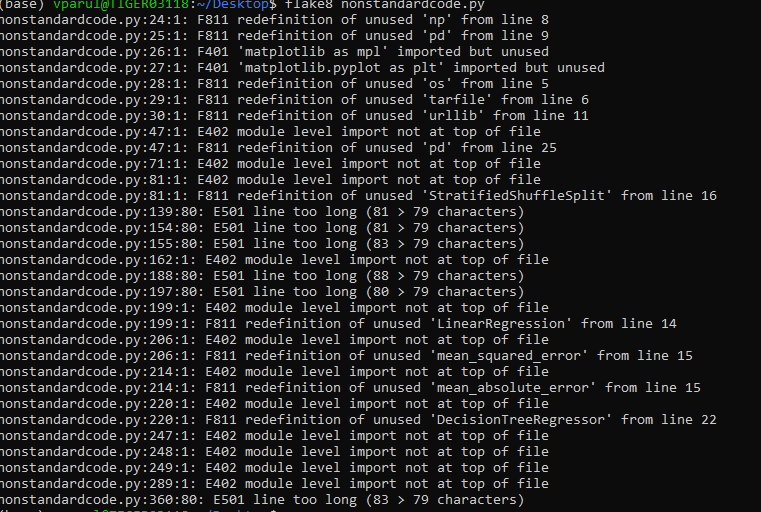 (base) vparul@TIGER03118:~/Desktop$ flake8 nonstandardcode.py
nonstandardcode.py:24:1: F811 redefinition of unused 'np' from line 8
nonstandardcode.py:25:1: F811 redefinition of unused 'pd' from line 9
nonstandardcode.py:26:1: F401 'matplotlib as mpl' imported but unused
nonstandardcode.py:27:1: F401 'matplotlib.pyplot as plt' imported but unused
nonstandardcode.py:28:1: F811 redefinition of unused 'os' from line 5
nonstandardcode.py:29:1: F811 redefinition of unused 'tarfile' from line 6
nonstandardcode.py:30:1: F811 redefinition of unused 'urllib' from line 11
nonstandardcode.py:47:1: E402 module level import not at top of file
nonstandardcode.py:47:1: F811 redefinition of unused 'pd' from line 25
nonstandardcode.py:71:1: E402 module level import not at top of file
nonstandardcode.py:81:1: E402 module level import not at top of file
nonstandardcode.py:81:1: F811 redefinition of unused 'StratifiedShuffleSplit' from line 16
nonstandardcode.py:139:80: E501 line too long (81 > 79 characters)
nonstandardcode.py:154:80: E501 line too long (81 > 79 characters)
nonstandardcode.py:155:80: E501 line too long (83 > 79 characters)
nonstandardcode.py:162:1: E402 module level import not at top of file
nonstandardcode.py:188:80: E501 line too long (88 > 79 characters)
nonstandardcode.py:197:80: E501 line too long (80 > 79 characters)
nonstandardcode.py:199:1: E402 module level import not at top of file
nonstandardcode.py:199:1: F811 redefinition of unused 'LinearRegression' from line 14
nonstandardcode.py:206:1: E402 module level import not at top of file
nonstandardcode.py:206:1: F811 redefinition of unused 'mean_squared_error' from line 15
nonstandardcode.py:214:1: E402 module level import not at top of file
nonstandardcode.py:214:1: F811 redefinition of unused 'mean_absolute_error' from line 15
nonstandardcode.py:220:1: E402 module level import not at top of file
nonstandardcode.py:220:1: F811 redefinition of unused 'DecisionTreeRegressor' from line 22
nonstandardcode.py:247:1: E402 module level import not at top of file
nonstandardcode.py:248:1: E402 module level import not at top of file
nonstandardcode.py:249:1: E402 module level import not at top of file
nonstandardcode.py:289:1: E402 module level import not at top of file
nonstandardcode.py:360:80: E501 line too long (83 > 79 characters)
(base) vparul@TIGER03118:~/Desktop$